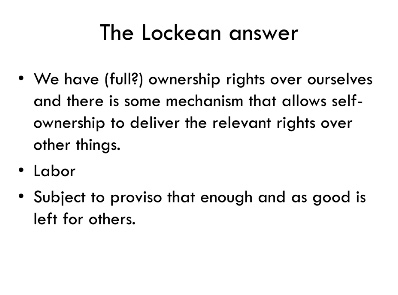 The Lockean answer
• We have (full?) ownership rights over ourselves
and there is some mechanism that allows self-
ownership to deliver the relevant rights over
other things.
• Labor
• Subject to proviso that enough and as good is
left for others.